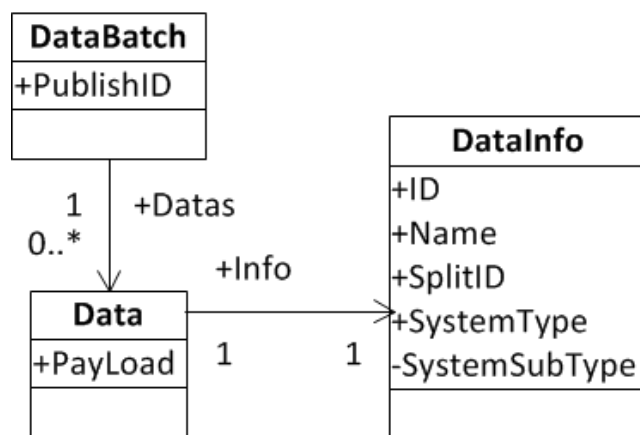 DataBatch
+PublishID
1
+Datas
0..*
DataInfo
+ID
+Name
+SplitID
+SystemType
-SystemSubType
+Info
1
1
Data
+PayLoad